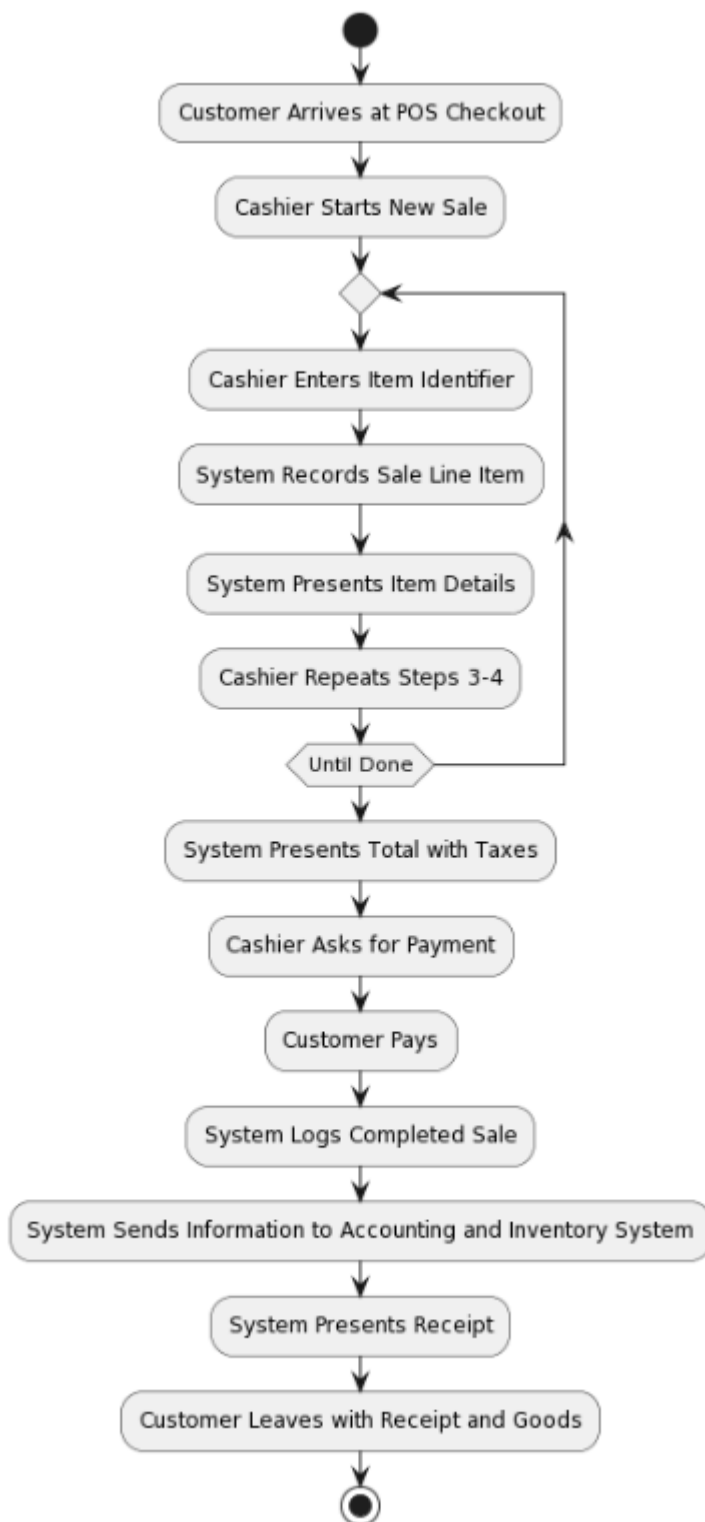 Customer Arrives at POS Checkout
Cashier Starts New Sale
Cashier Enters Item Identifier
System Records Sale Line Item
System Presents Item Details
Cashier Repeats Steps 3-4
Until Done
System Presents Total with Taxes
Cashier Asks for Payment
Customer Pays
System Logs Completed Sale
System Sends Information to Accounting and Inventory System
System Presents Receipt
Customer Leaves with Receipt and Goods